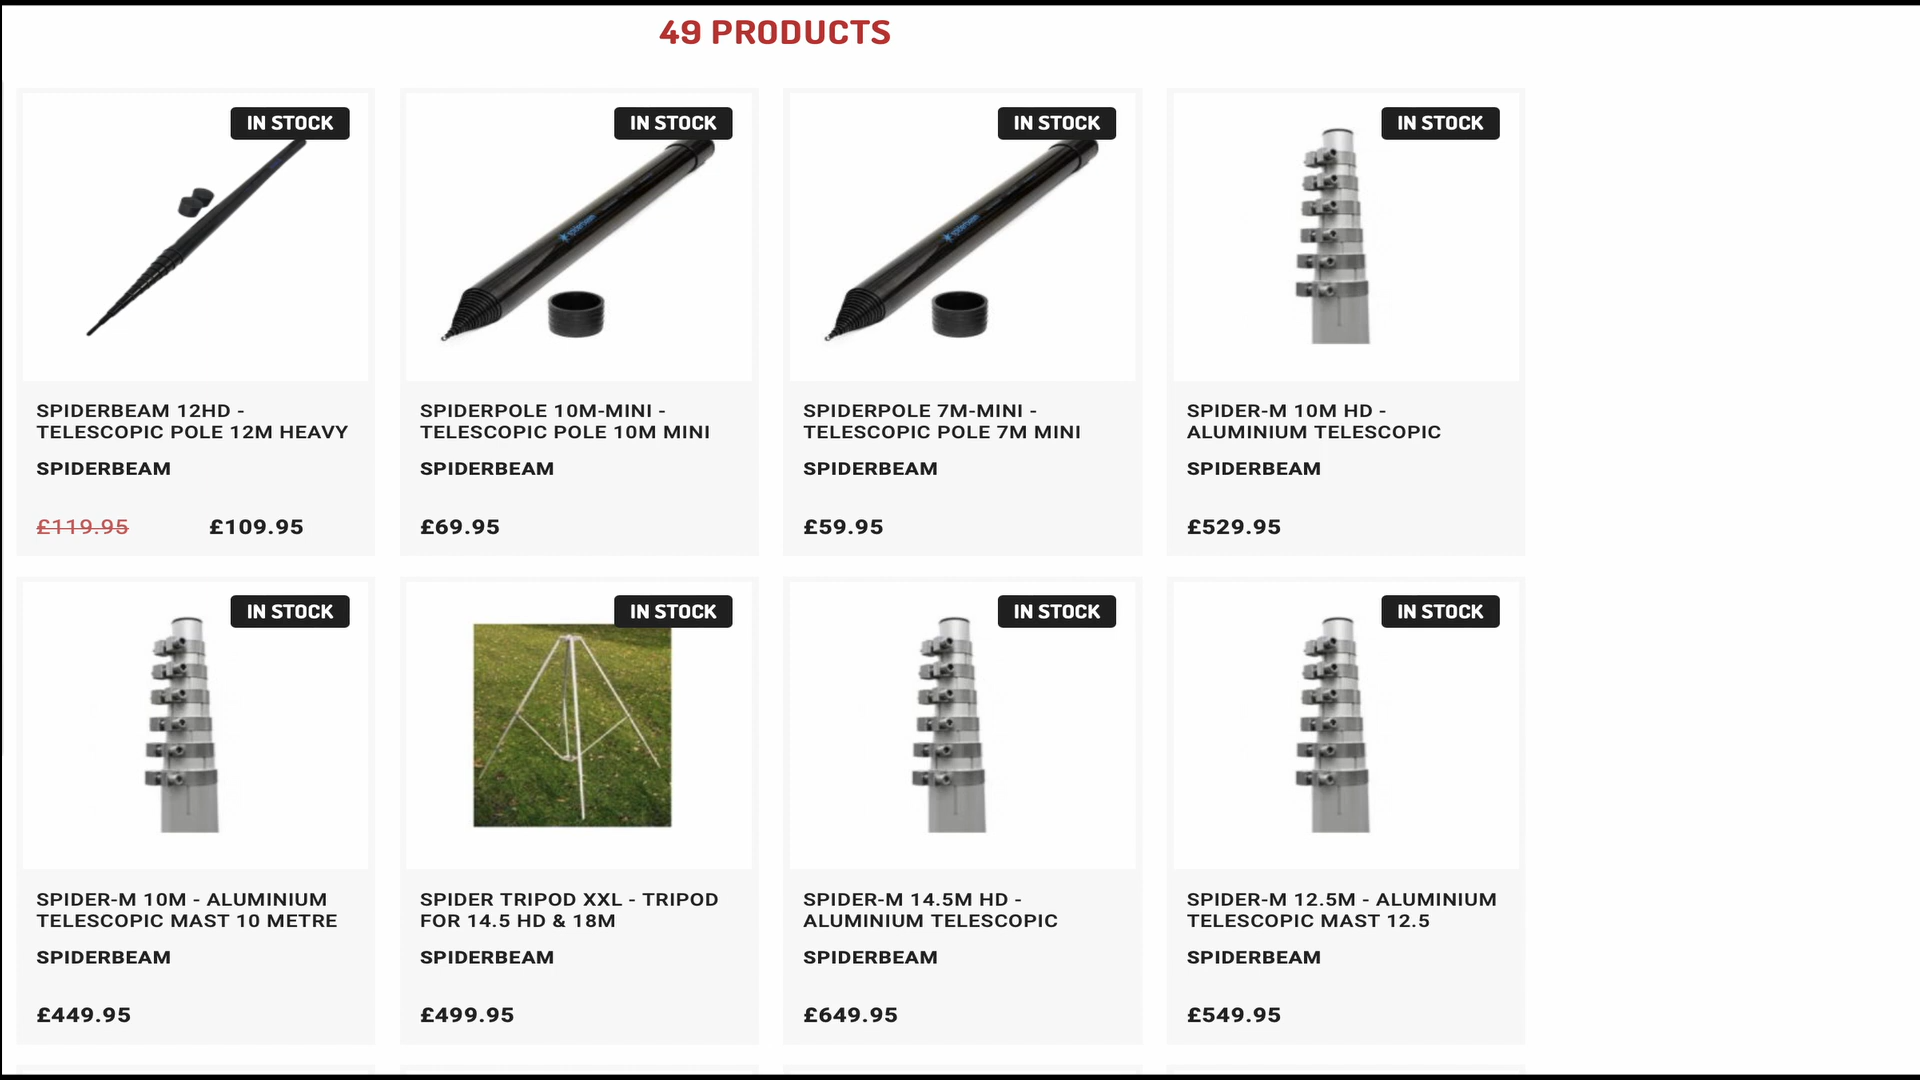 49 PRODUCTS
IN STOCK
IN STOCK
IN STOCK
IN STOCK
spiderbeam
spiderbeam
SPIDERBEAM 12HD -
TELESCOPIC POLE 12M HEAVY
SPIDERBEAM
£119.95 £109.95
SPIDERPOLE 10M-MINI -
TELESCOPIC POLE 10M MINI
SPIDERBEAM
£69.95
SPIDERPOLE 7M-MINI -
TELESCOPIC POLE 7M MINI
SPIDERBEAM
£59.95
SPIDER-M 10M HD -
ALUMINIUM TELESCOPIC
SPIDERBEAM
£529.95
IN STOCK
IN STOCK
IN STOCK
IN STOCK
SPIDER-M 10M - ALUMINIUM
TELESCOPIC MAST 10 METRE
SPIDERBEAM
£449.95
SPIDER TRIPOD XXL - TRIPOD
FOR 14.5 HD & 18M
SPIDERBEAM
£499.95
SPIDER-M 14.5M HD -
ALUMINIUM TELESCOPIC
SPIDERBEAM
£649.95
SPIDER-M 12.5M - ALUMINIUM
TELESCOPIC MAST 12.5
SPIDERBEAM
£549.95